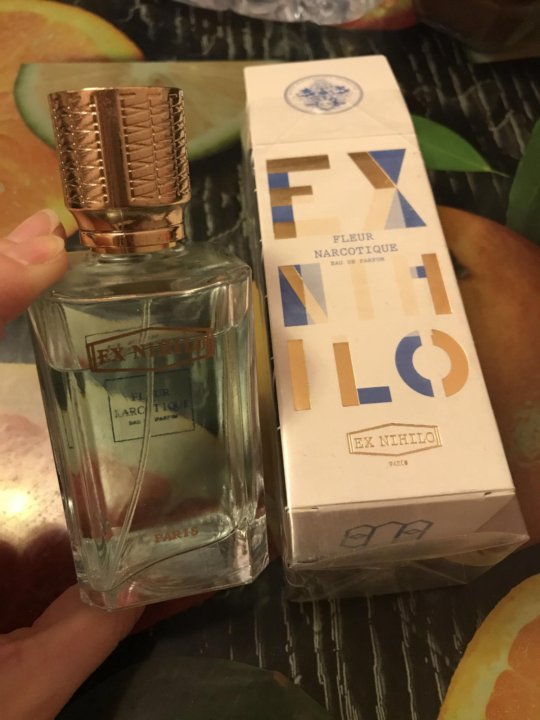 EX NIHILO
FLEUR
NARCOTIQUE
EAU DE PARFUM
PARIS
EX
FLEUR
NARCOTIQUE
EAU DE PARFUM
NIH
ILO
EX NIHILO
PARIS